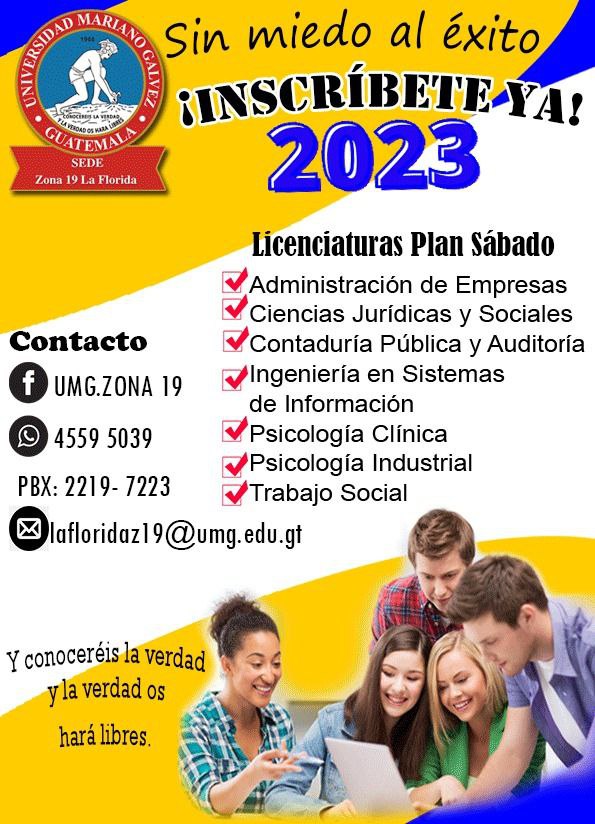 UNIVERSIDAD MARIANO GALVEZ
GUATEMALA
1966
CONOCEREIS LA VERDAD
Y LA VERDAD OS HARA LIBRES
SEDE
Zona 19 La Florida
Sin miedo al éxito
¡INSCRÍBETE YA!
2023
Licenciaturas Plan Sábado
Administración de Empresas
Ciencias Jurídicas y Sociales
Contaduría Pública y Auditoría
Ingeniería en Sistemas
de Información
Psicología Clínica
Psicología Industrial
Trabajo Social
Contacto
UMG.ZONA 19
4559 5039
PBX: 2219- 7223
lafloridaz19@umg.edu.gt
Y conoceréis la verdad
y la verdad os
hará libres.